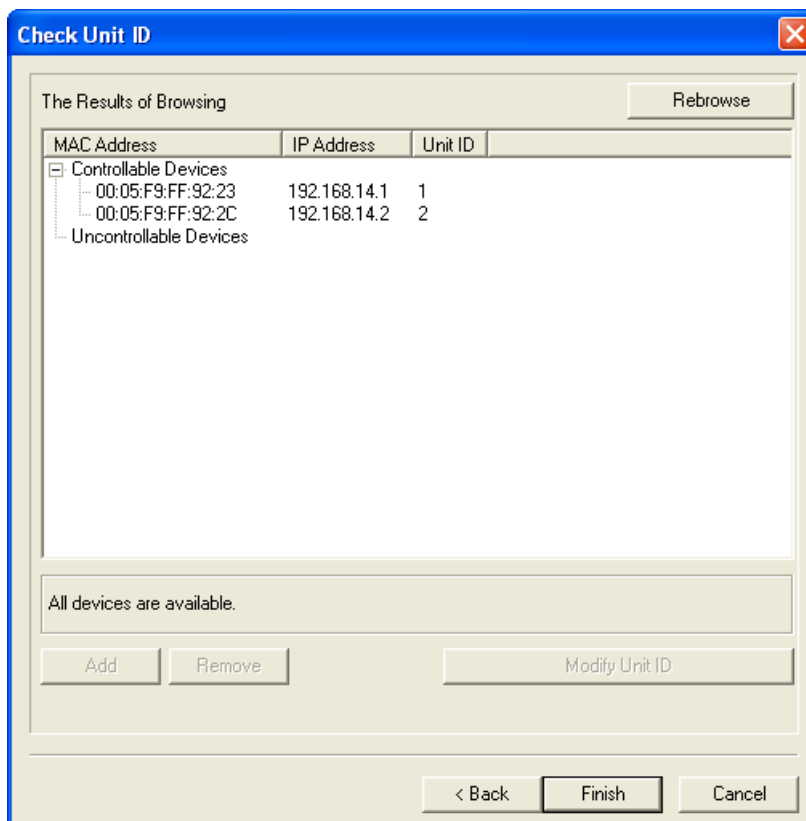 Check Unit ID
The Results of Browsing
Rebrowse
MAC Address IP Address Unit ID
Controllable Devices
00:05:F9:FF:92:23 192.168.14.1 1
00:05:F9:FF:92:2C 192.168.14.2 2
Uncontrollable Devices
All devices are available.
Add Remove Modify Unit ID
< Back Finish Cancel